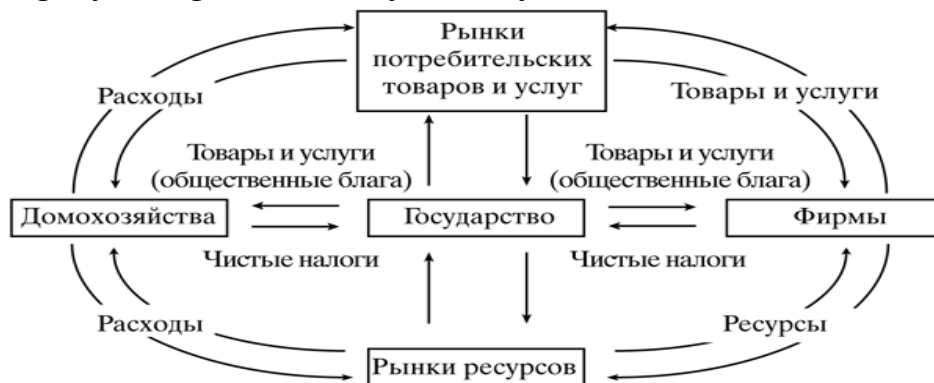 Рынки
потребительских
товаров и услуг
Расходы
Товары и услуги
Товары и услуги
(общественные блага)
Товары и услуги
(общественные блага)
Домохозяйства
Государство
Фирмы
Чистые налоги
Чистые налоги
Расходы
Ресурсы
Рынки ресурсов